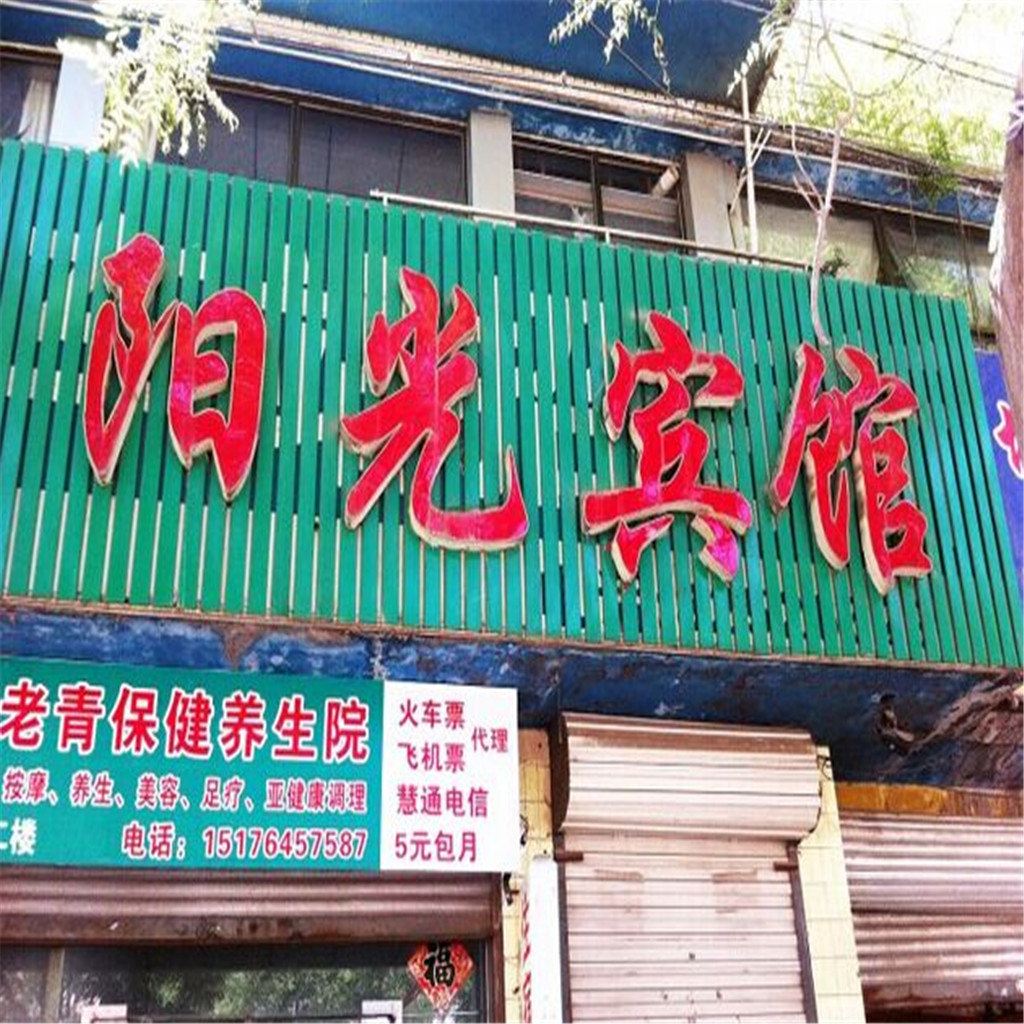 阳光宾馆
老青保健养生院
按摩、养生、美容、足疗、亚健康调理
二楼 电话：15176457587
火车票
飞机票
代理
慧通电信
5元包月
福